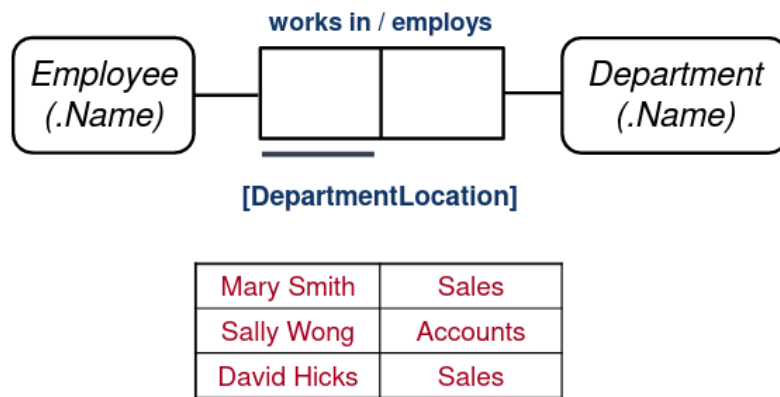 works in / employs
Employee
(.Name)
Department
(.Name)
[DepartmentLocation]
Mary Smith Sales
Sally Wong Accounts
David Hicks Sales